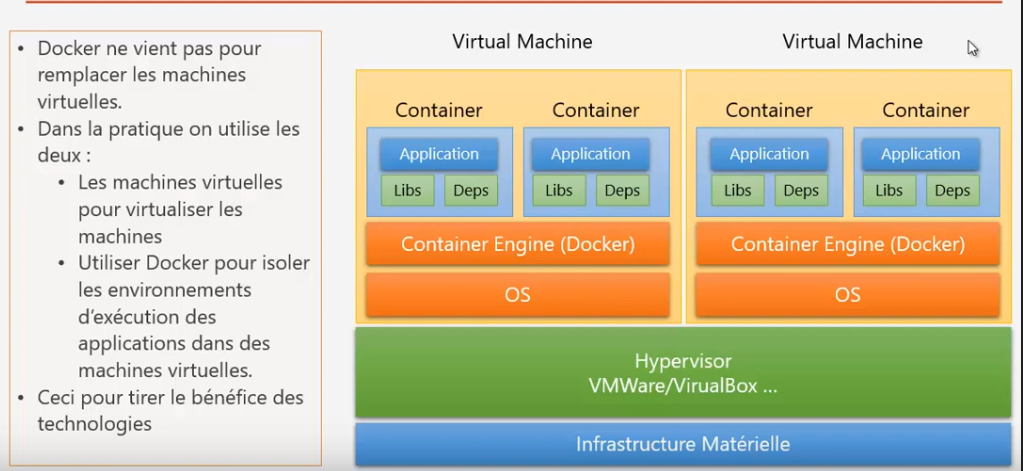 • Docker ne vient pas pour
remplacer les machines
virtuelles.
• Dans la pratique on utilise les
deux :
• Les machines virtuelles
pour virtualiser les
machines
• Utiliser Docker pour isoler
les environnements
d'exécution des
applications dans des
machines virtuelles.
• Ceci pour tirer le bénéfice des
technologies
Virtual Machine Virtual Machine
Container Container Container Container
Application Application Application Application
Libs Deps Libs Deps Libs Deps Libs Deps
Container Engine (Docker) Container Engine (Docker)
OS OS
Hypervisor
VMWare/VirualBox ...
Infrastructure Matérielle